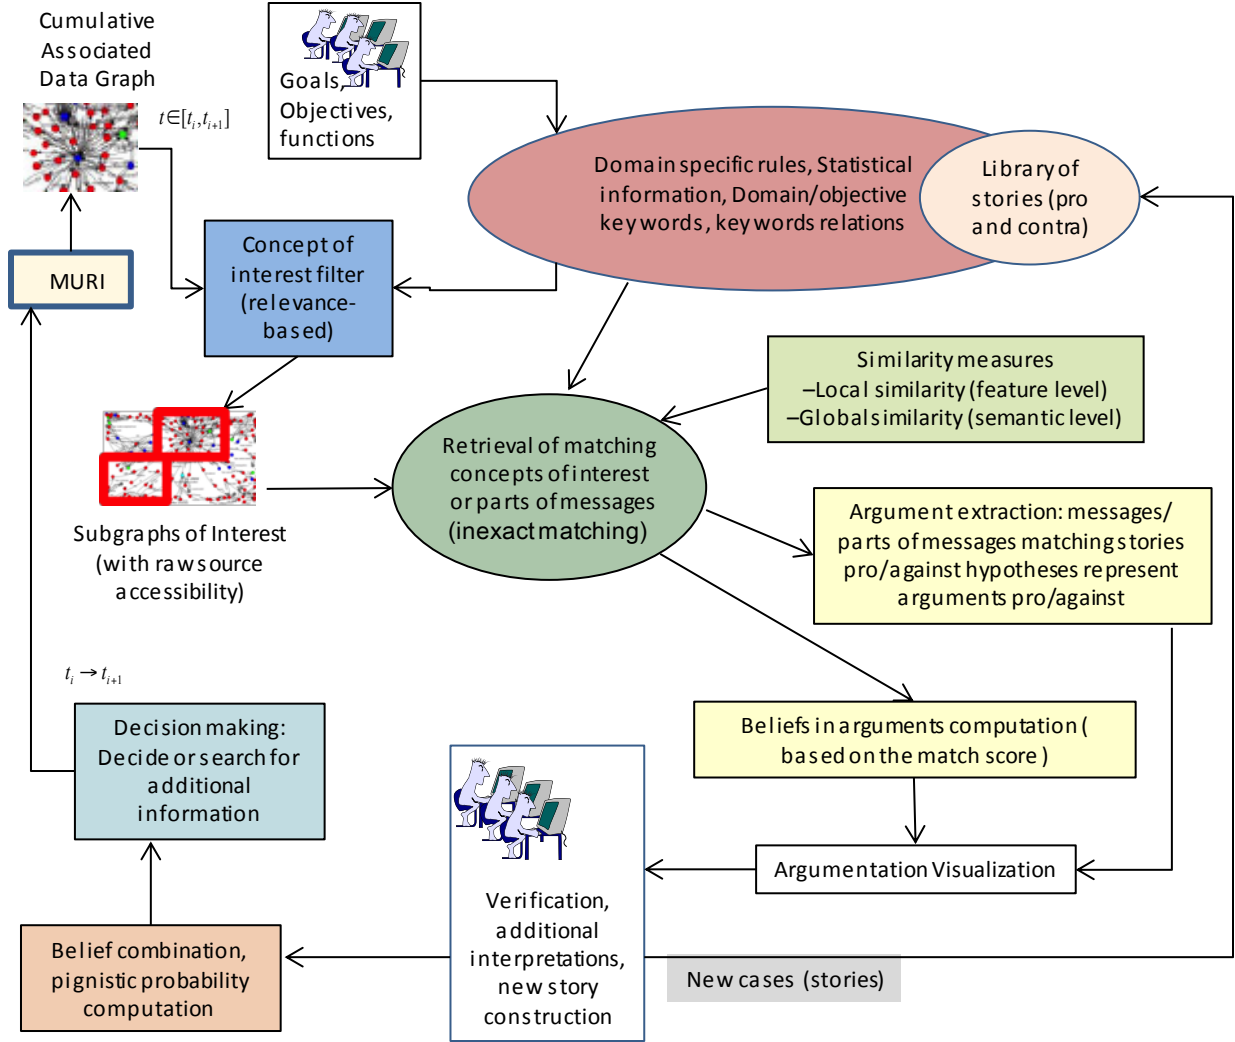 Cumulative
Associated
Data Graph
t∈[tᵢ,tᵢ₊₁]
Goals,
Objectives,
functions
Domain specific rules, Statistical
information, Domain/objective
key words, key words relations
Library of
stories (pro
and contra)
MURI
Concept of
interest filter
(relevance-
based)
Similarity measures
–Local similarity (feature level)
–Global similarity (semantic level)
Retrieval of matching
concepts of interest
or parts of messages
(inexact matching)
Subgraphs of Interest
(with raw source
accessibility)
Argument extraction: messages/
parts of messages matching stories
pro/against hypotheses represent
arguments pro/against
tᵢ → tᵢ₊₁
Decision making:
Decide or search for
additional
information
Beliefs in arguments computation (
based on the match score )
Argumentation Visualization
Verification,
additional
interpretations,
new story
construction
Belief combination,
pignistic probability
computation
New cases (stories)